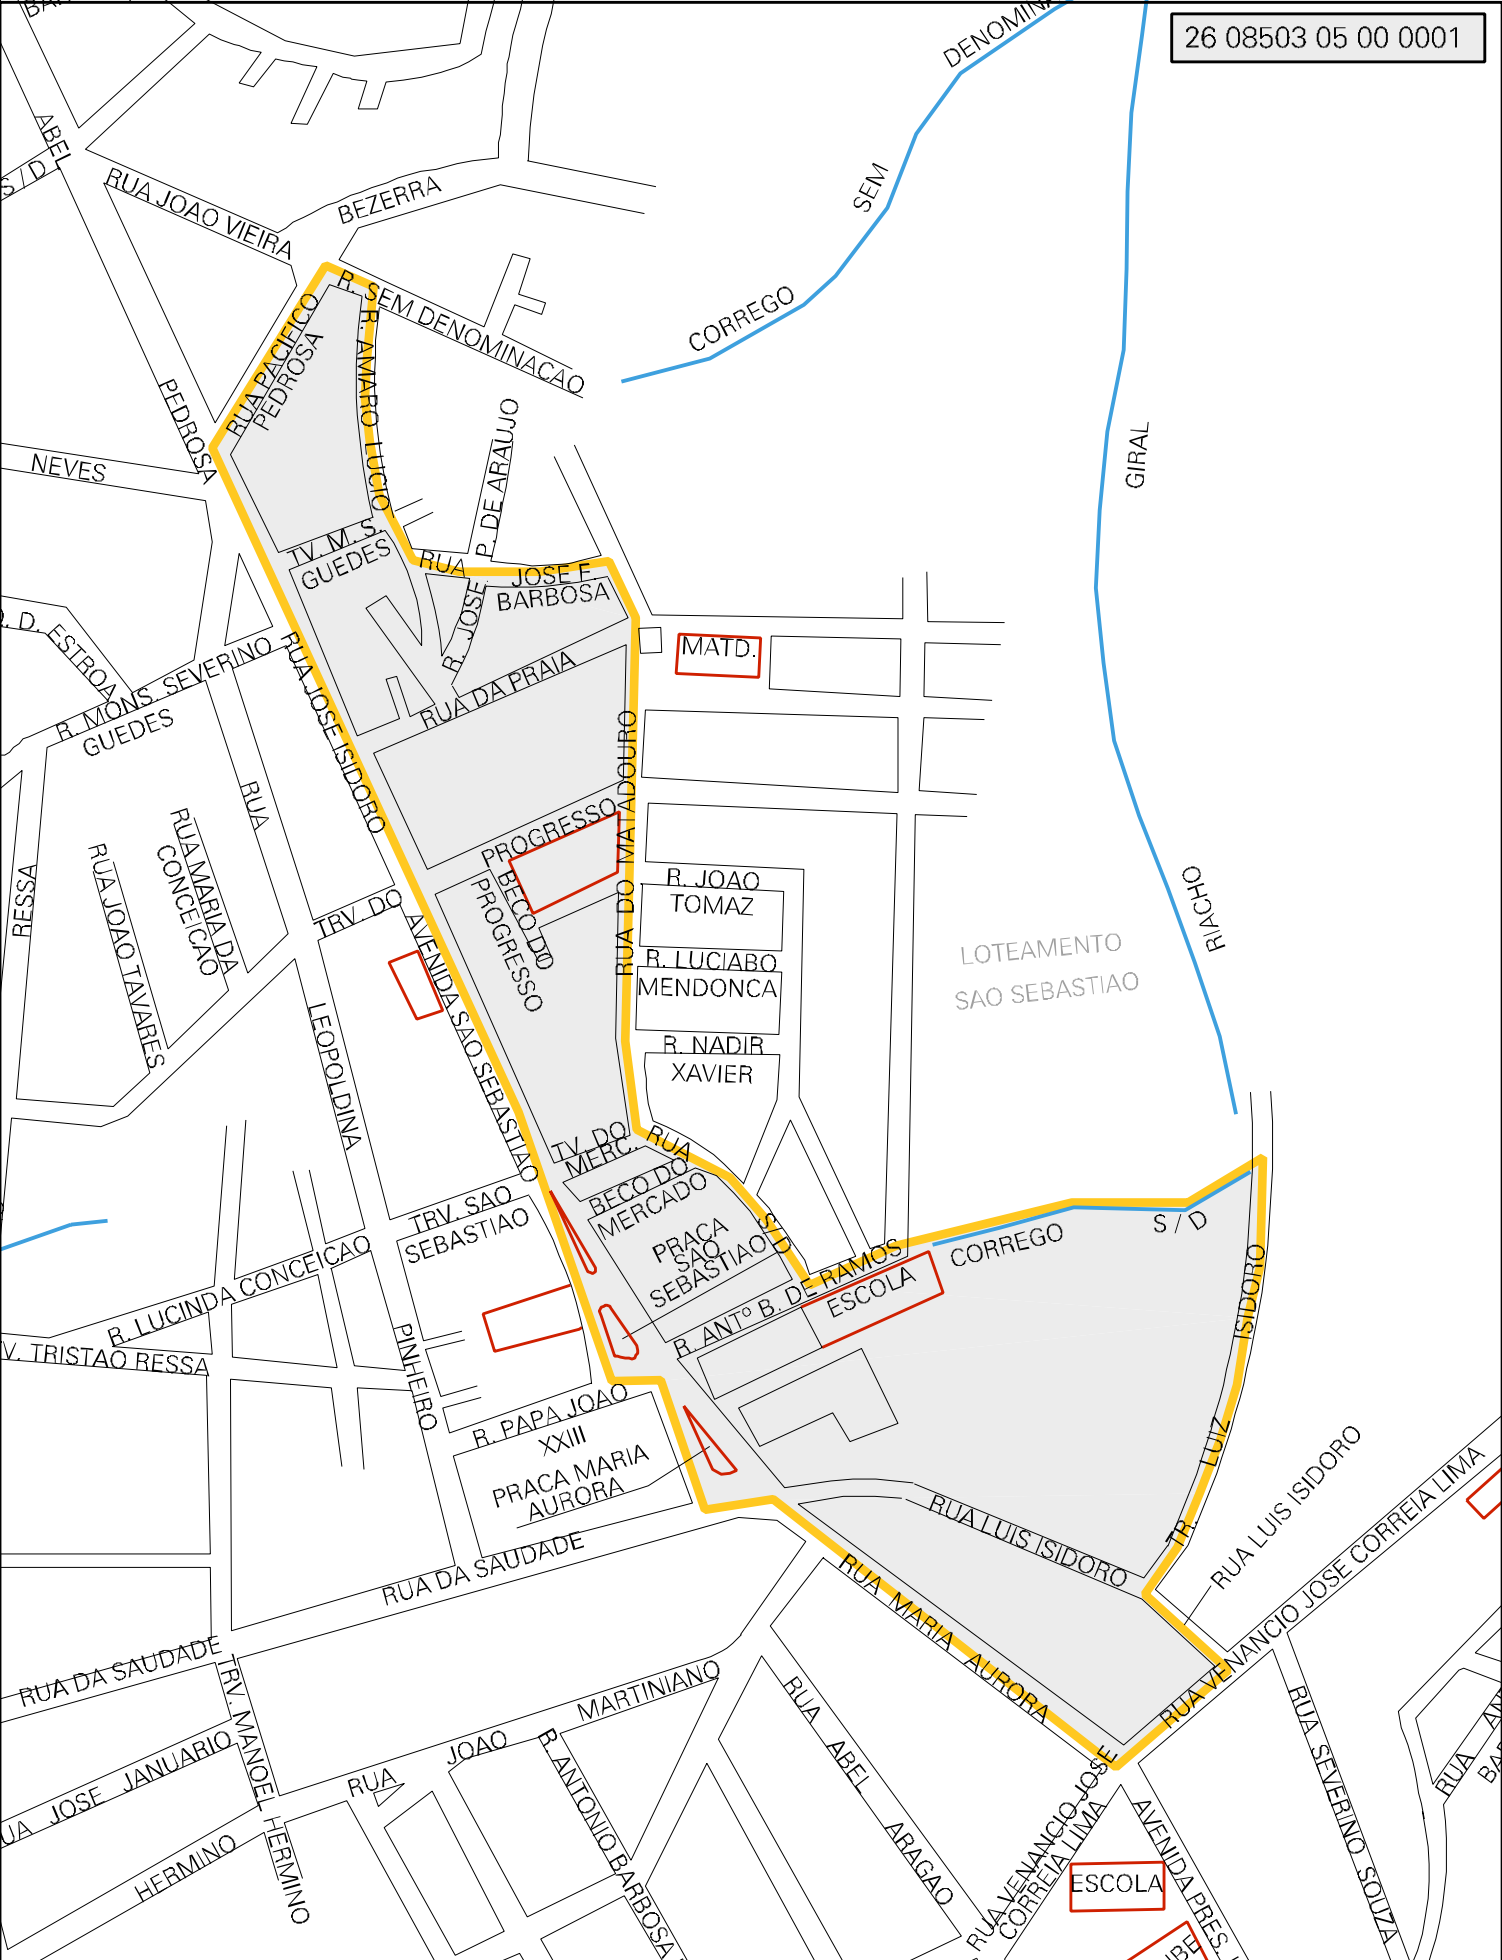 26 08503 05 00 0001
DENOMINA
SEM
CORREGO
ABEL
S / D
RUA JOAO VIEIRA
BEZERRA
R. SEM DENOMINACAO
RUA PACIFICO
PEDROSA
R. AMARO LUCIO
PEDROSA
NEVES
P. DE ARAUJO
R. JOSE
GIRAL
TV. M. S.
GUEDES
RUA
JOSE F.
BARBOSA
D. ESTROA
R. MONS. SEVERINO
GUEDES
RUA JOSE ISIDORO
RUA DA PRAIA
MATD.
RUA DO MATADOURO
RUA
RUA MARIA DA
CONCEICAO
RUA JOAO TAVARES
RESSA
PROGRESSO
BECO DO
PROGRESSO
R. JOAO
TOMAZ
R. LUCIABO
MENDONCA
R. NADIR
XAVIER
RIACHO
LOTEAMENTO
SAO SEBASTIAO
TRV. DO
AVENIDA SAO SEBASTIAO
LEOPOLDINA
TV. DO
MERC.
RUA
S/D
BECO DO
MERCADO
PRACA
SAO
SEBASTIAO
TRV. SAO
SEBASTIAO
R. LUCINDA CONCEICAO
V. TRISTAO RESSA
PINHEIRO
R. ANTº B. DE RAMOS
ESCOLA
CORREGO
S / D
TR. LUIZ ISIDORO
R. PAPA JOAO
XXIII
PRACA MARIA
AURORA
RUA LUIS ISIDORO
RUA LUIS ISIDORO
RUA VENANCIO JOSE CORREIA LIMA
RUA DA SAUDADE
RUA MARIA AURORA
RUA DA SAUDADE
TRV. MANOEL HERMINO
RUA JOAO MARTINIANO
HERMINO
JOSE JANUARIO
R. ANTONIO BARBOSA
RUA ABEL ARAGAO
RUA VENANCIO JOSE
CORREIA LIMA
AVENIDA PRES.
ESCOLA
RUA SEVERINO SOUZA
RUA